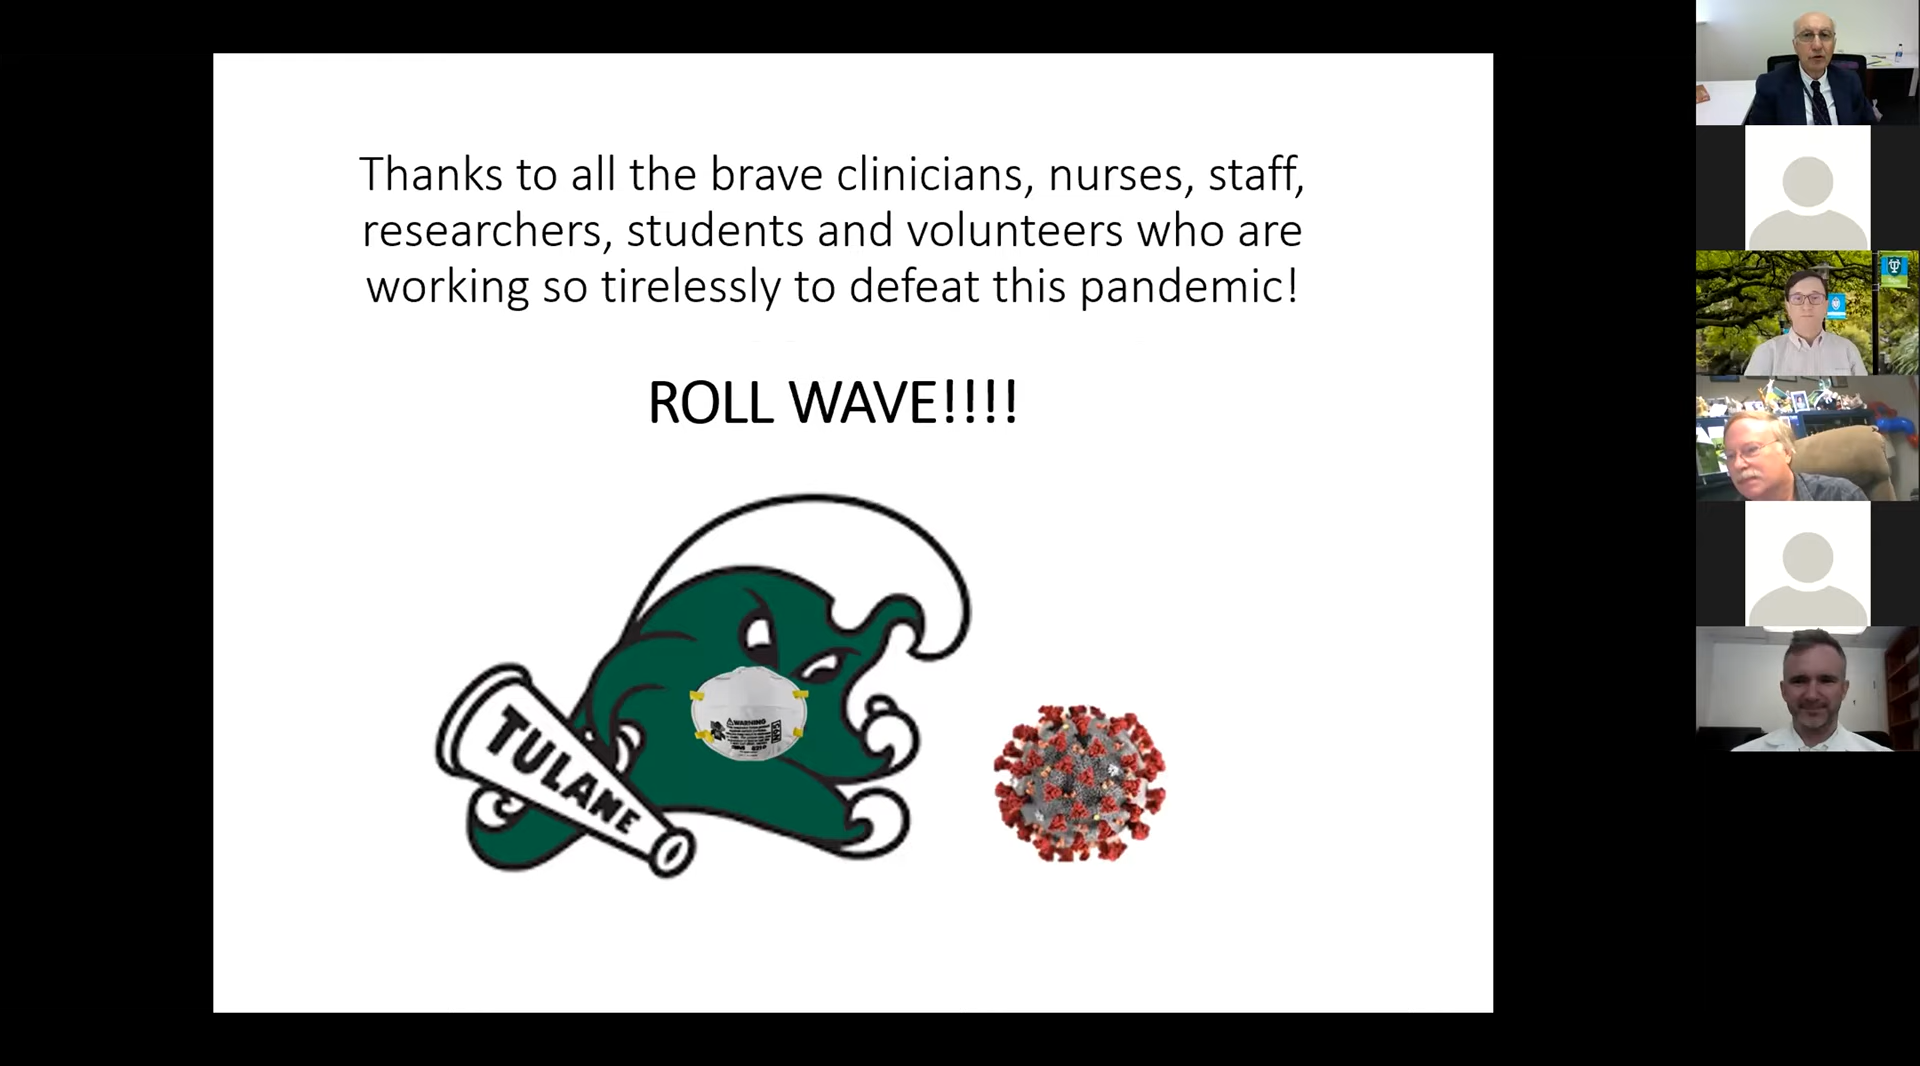 Thanks to all the brave clinicians, nurses, staff,
researchers, students and volunteers who are
working so tirelessly to defeat this pandemic!
ROLL WAVE!!!!
TULANE
WARNING